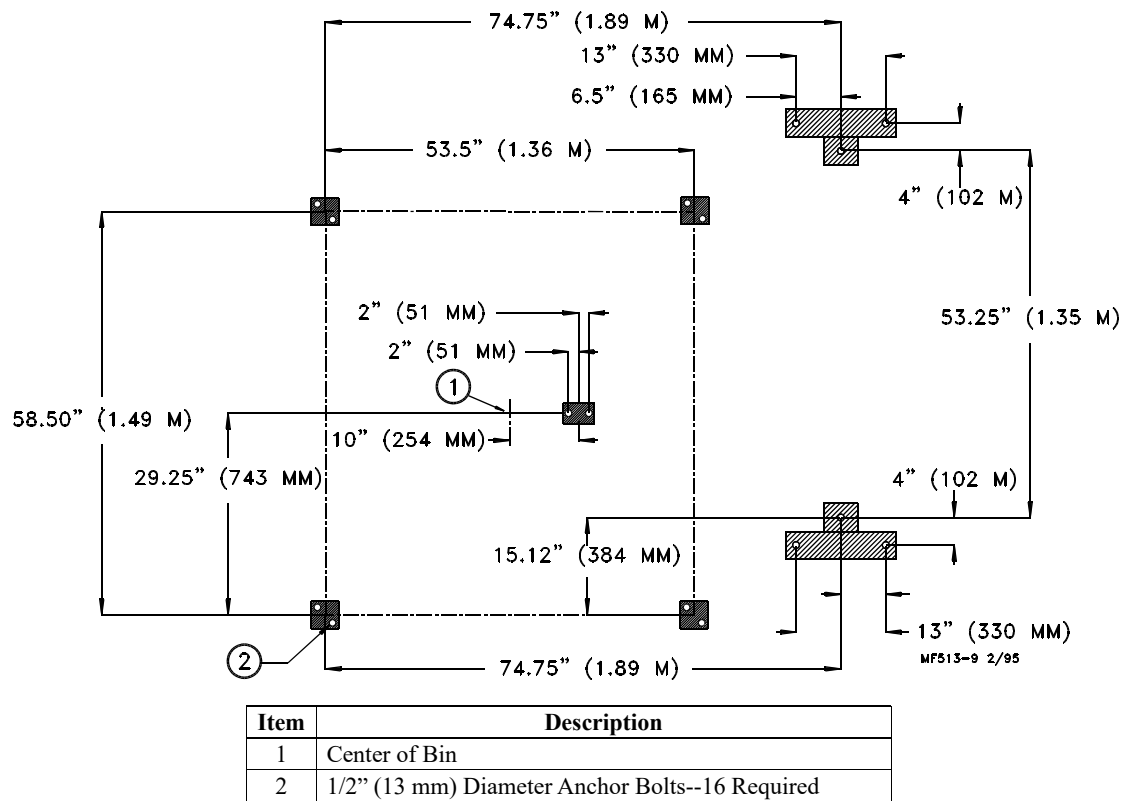 74.75” (1.89 M)
13” (330 MM)
6.5” (165 MM)
53.5” (1.36 M)
4” (102 M)
2” (51 MM)
53.25” (1.35 M)
2” (51 MM)
1
58.50” (1.49 M)
10” (254 MM)
29.25” (743 MM)
4” (102 M)
15.12” (384 MM)
13” (330 MM)
2
MF513-9 2/95
74.75” (1.89 M)
Item Description
1 Center of Bin
2 1/2” (13 mm) Diameter Anchor Bolts--16 Required